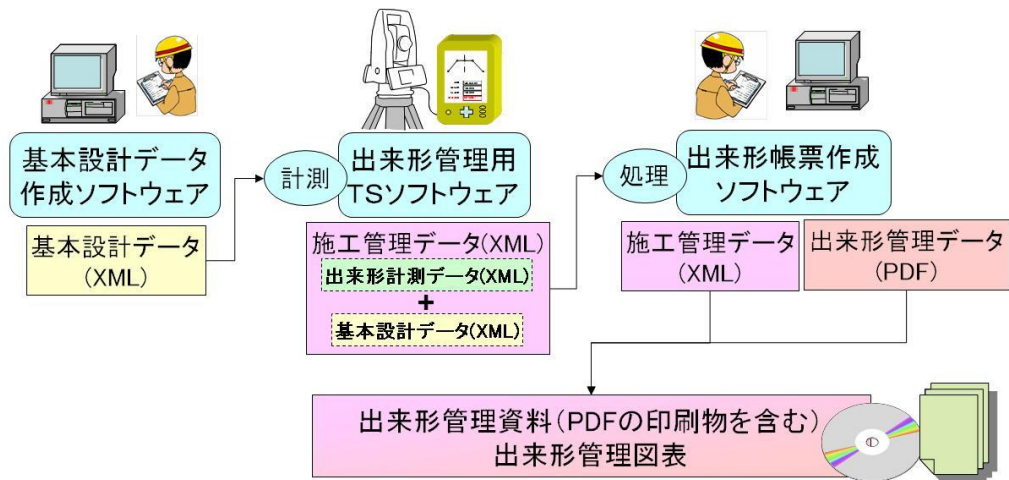 基本設計データ
作成ソフトウェア
基本設計データ
(XML)
計測
出来形管理用
TSソフトウェア
施工管理データ(XML)
出来形計測データ(XML)
+
基本設計データ(XML)
処理
出来形帳票作成
ソフトウェア
施工管理データ
(XML)
出来形管理データ
(PDF)
出来形管理資料(PDFの印刷物を含む)
出来形管理図表